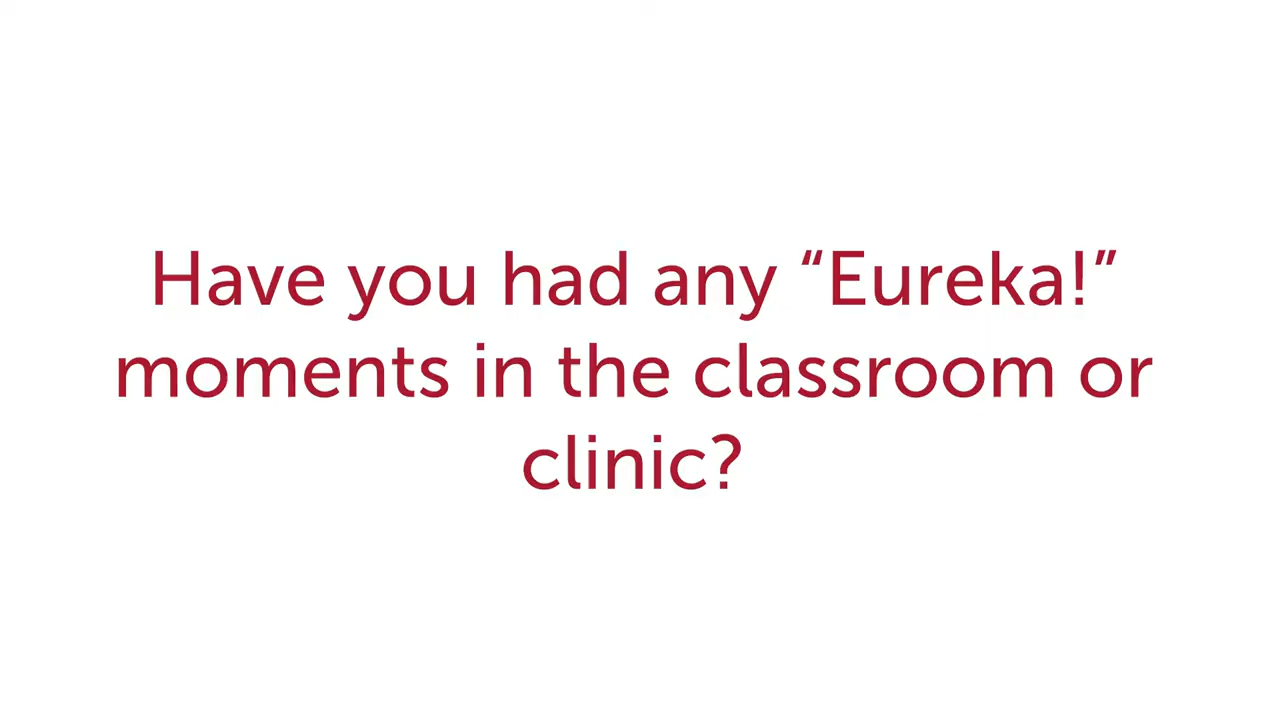 Have you had any “Eureka!”
moments in the classroom or
clinic?